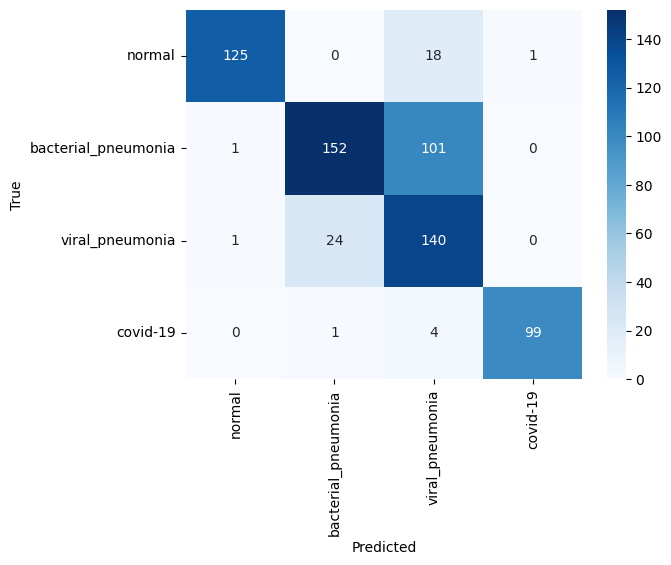 normal 125 0 18 1
bacterial_pneumonia 1 152 101 0
viral_pneumonia 1 24 140 0
covid-19 0 1 4 99
True
normal
bacterial_pneumonia
viral_pneumonia
covid-19
Predicted
140
120
100
80
60
40
20
0